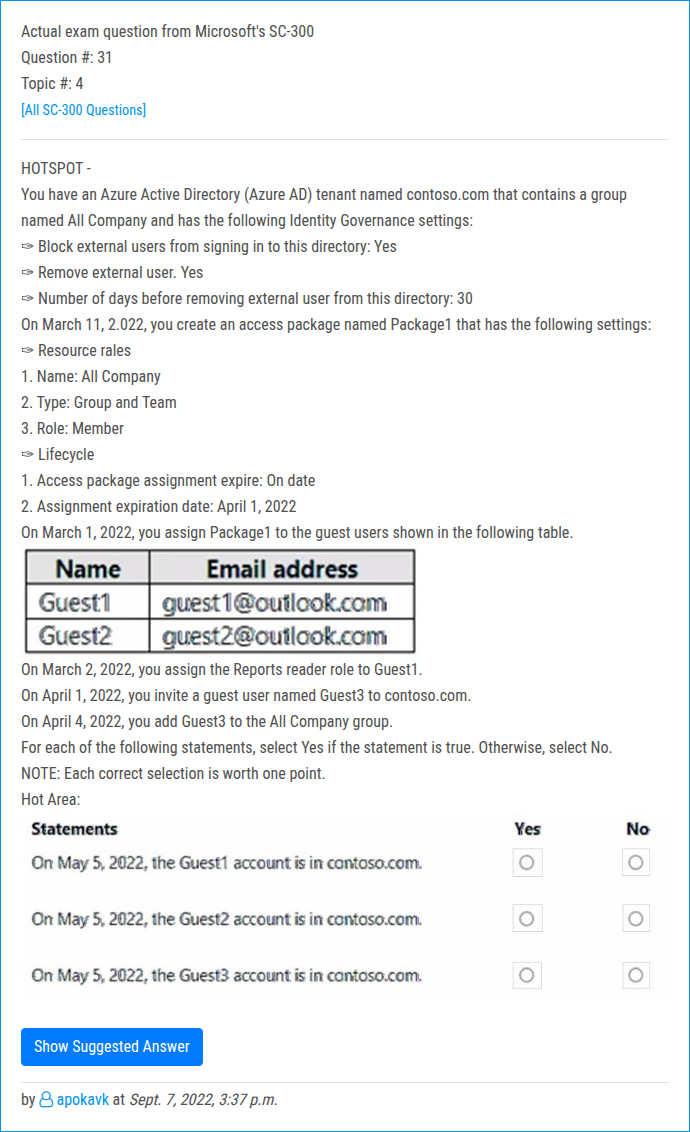 Actual exam question from Microsoft's SC-300
Question #: 31
Topic #: 4
[All SC-300 Questions]
HOTSPOT -
You have an Azure Active Directory (Azure AD) tenant named contoso.com that contains a group
named All Company and has the following Identity Governance settings:
✑ Block external users from signing in to this directory: Yes
✑ Remove external user. Yes
✑ Number of days before removing external user from this directory: 30
On March 11, 2.022, you create an access package named Package1 that has the following settings:
✑ Resource rales
1. Name: All Company
2. Type: Group and Team
3. Role: Member
✑ Lifecycle
1. Access package assignment expire: On date
2. Assignment expiration date: April 1, 2022
On March 1, 2022, you assign Package1 to the guest users shown in the following table.
Name Email address
Guest1 guest1@outlook.com
Guest2 guest2@outlook.com
On March 2, 2022, you assign the Reports reader role to Guest1.
On April 1, 2022, you invite a guest user named Guest3 to contoso.com.
On April 4, 2022, you add Guest3 to the All Company group.
For each of the following statements, select Yes if the statement is true. Otherwise, select No.
NOTE: Each correct selection is worth one point.
Hot Area:
Statements Yes No
On May 5, 2022, the Guest1 account is in contoso.com.
On May 5, 2022, the Guest2 account is in contoso.com.
On May 5, 2022, the Guest3 account is in contoso.com.
Show Suggested Answer
by apokavk at Sept. 7, 2022, 3:37 p.m.